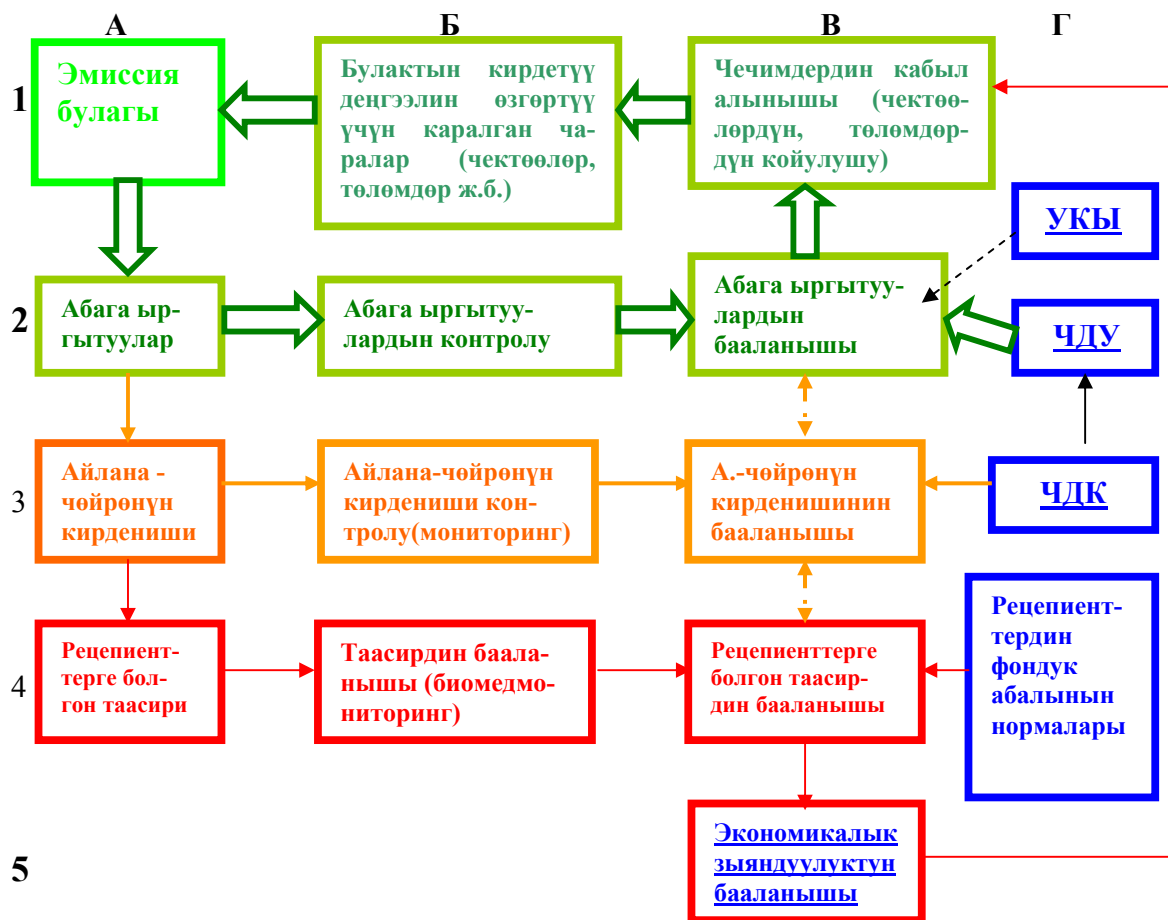 А Б В Г
1
Эмиссия
булагы
Булактын кирдетүү
деңгээлин өзгөртүү
үчүн каралган ча-
ралар (чектөөлөр,
төлөмдөр ж.б.)
Чечимдердин кабыл
алынышы (чектөө-
лөрдүн, төлөмдөр-
дүн койулушу)
УКЫ
2
Абага ыр-
гытуулар
Абага ыргытуу-
лардын контролу
Абага ыргытуу-
лардын
бааланышы
ЧДУ
3
Айлана -
чөйрөнүн
кирдениши
Айлана-чөйрөнүн
кирдениши кон-
тролу(мониторинг)
А.-чөйрөнүн
кирденишинин
бааланышы
ЧДК
4
Рецепиент-
терге бол-
гон таасири
Таасирдин баала-
нышы (биомедмо-
ниторинг)
Рецепиенттерге
болгон таасир-
дин бааланышы
Рецепиент-
тердин
фондук
абалынын
нормалары
5
Экономикалык
зыяндуулуктун
бааланышы